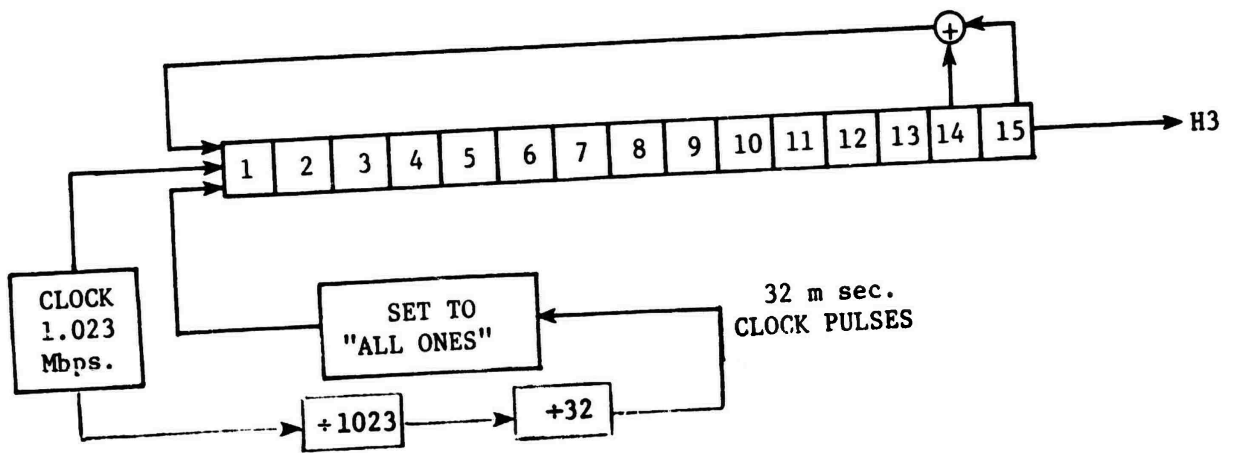 +
1 2 3 4 5 6 7 8 9 10 11 12 13 14 15
H3
CLOCK
1.023
Mbps.
SET TO
"ALL ONES"
32 m sec.
CLOCK PULSES
÷1023
+32